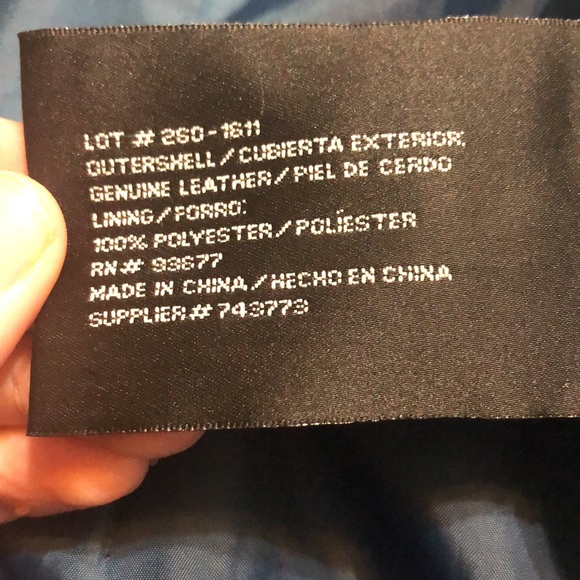 LOT # 260-1611
OUTERSHELL/CUBIERTA EXTERIOR:
GENUINE LEATHER/PIEL DE CERDO
LINING/FORRO:
100% POLYESTER/POLIESTER
RN# 93677
MADE IN CHINA/HECHO EN CHINA
SUPPLIER# 743773